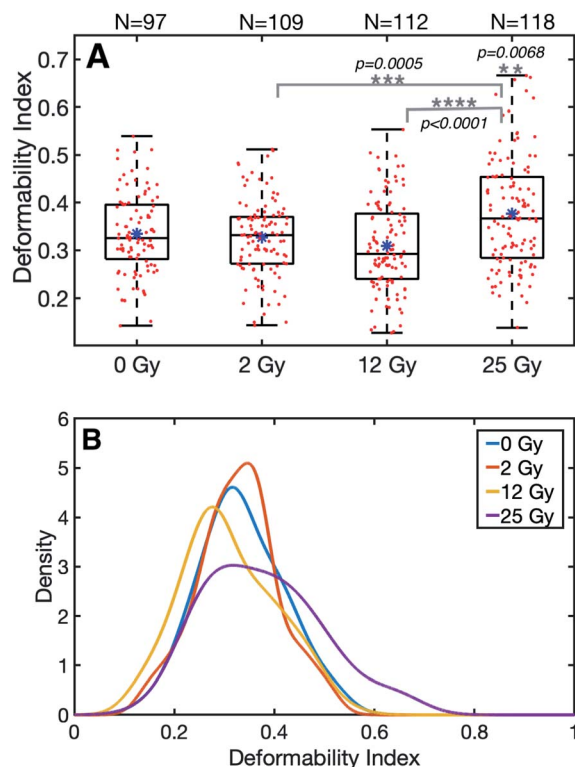 N=97 N=109 N=112 N=118
A
p=0.0068
**
p=0.0005
***
****
p<0.0001
Deformability Index
0.7
0.6
0.5
0.4
0.3
0.2
0 Gy 2 Gy 12 Gy 25 Gy
B
0 Gy
2 Gy
12 Gy
25 Gy
Density
6
5
4
3
2
1
0
0 0.2 0.4 0.6 0.8 1
Deformability Index